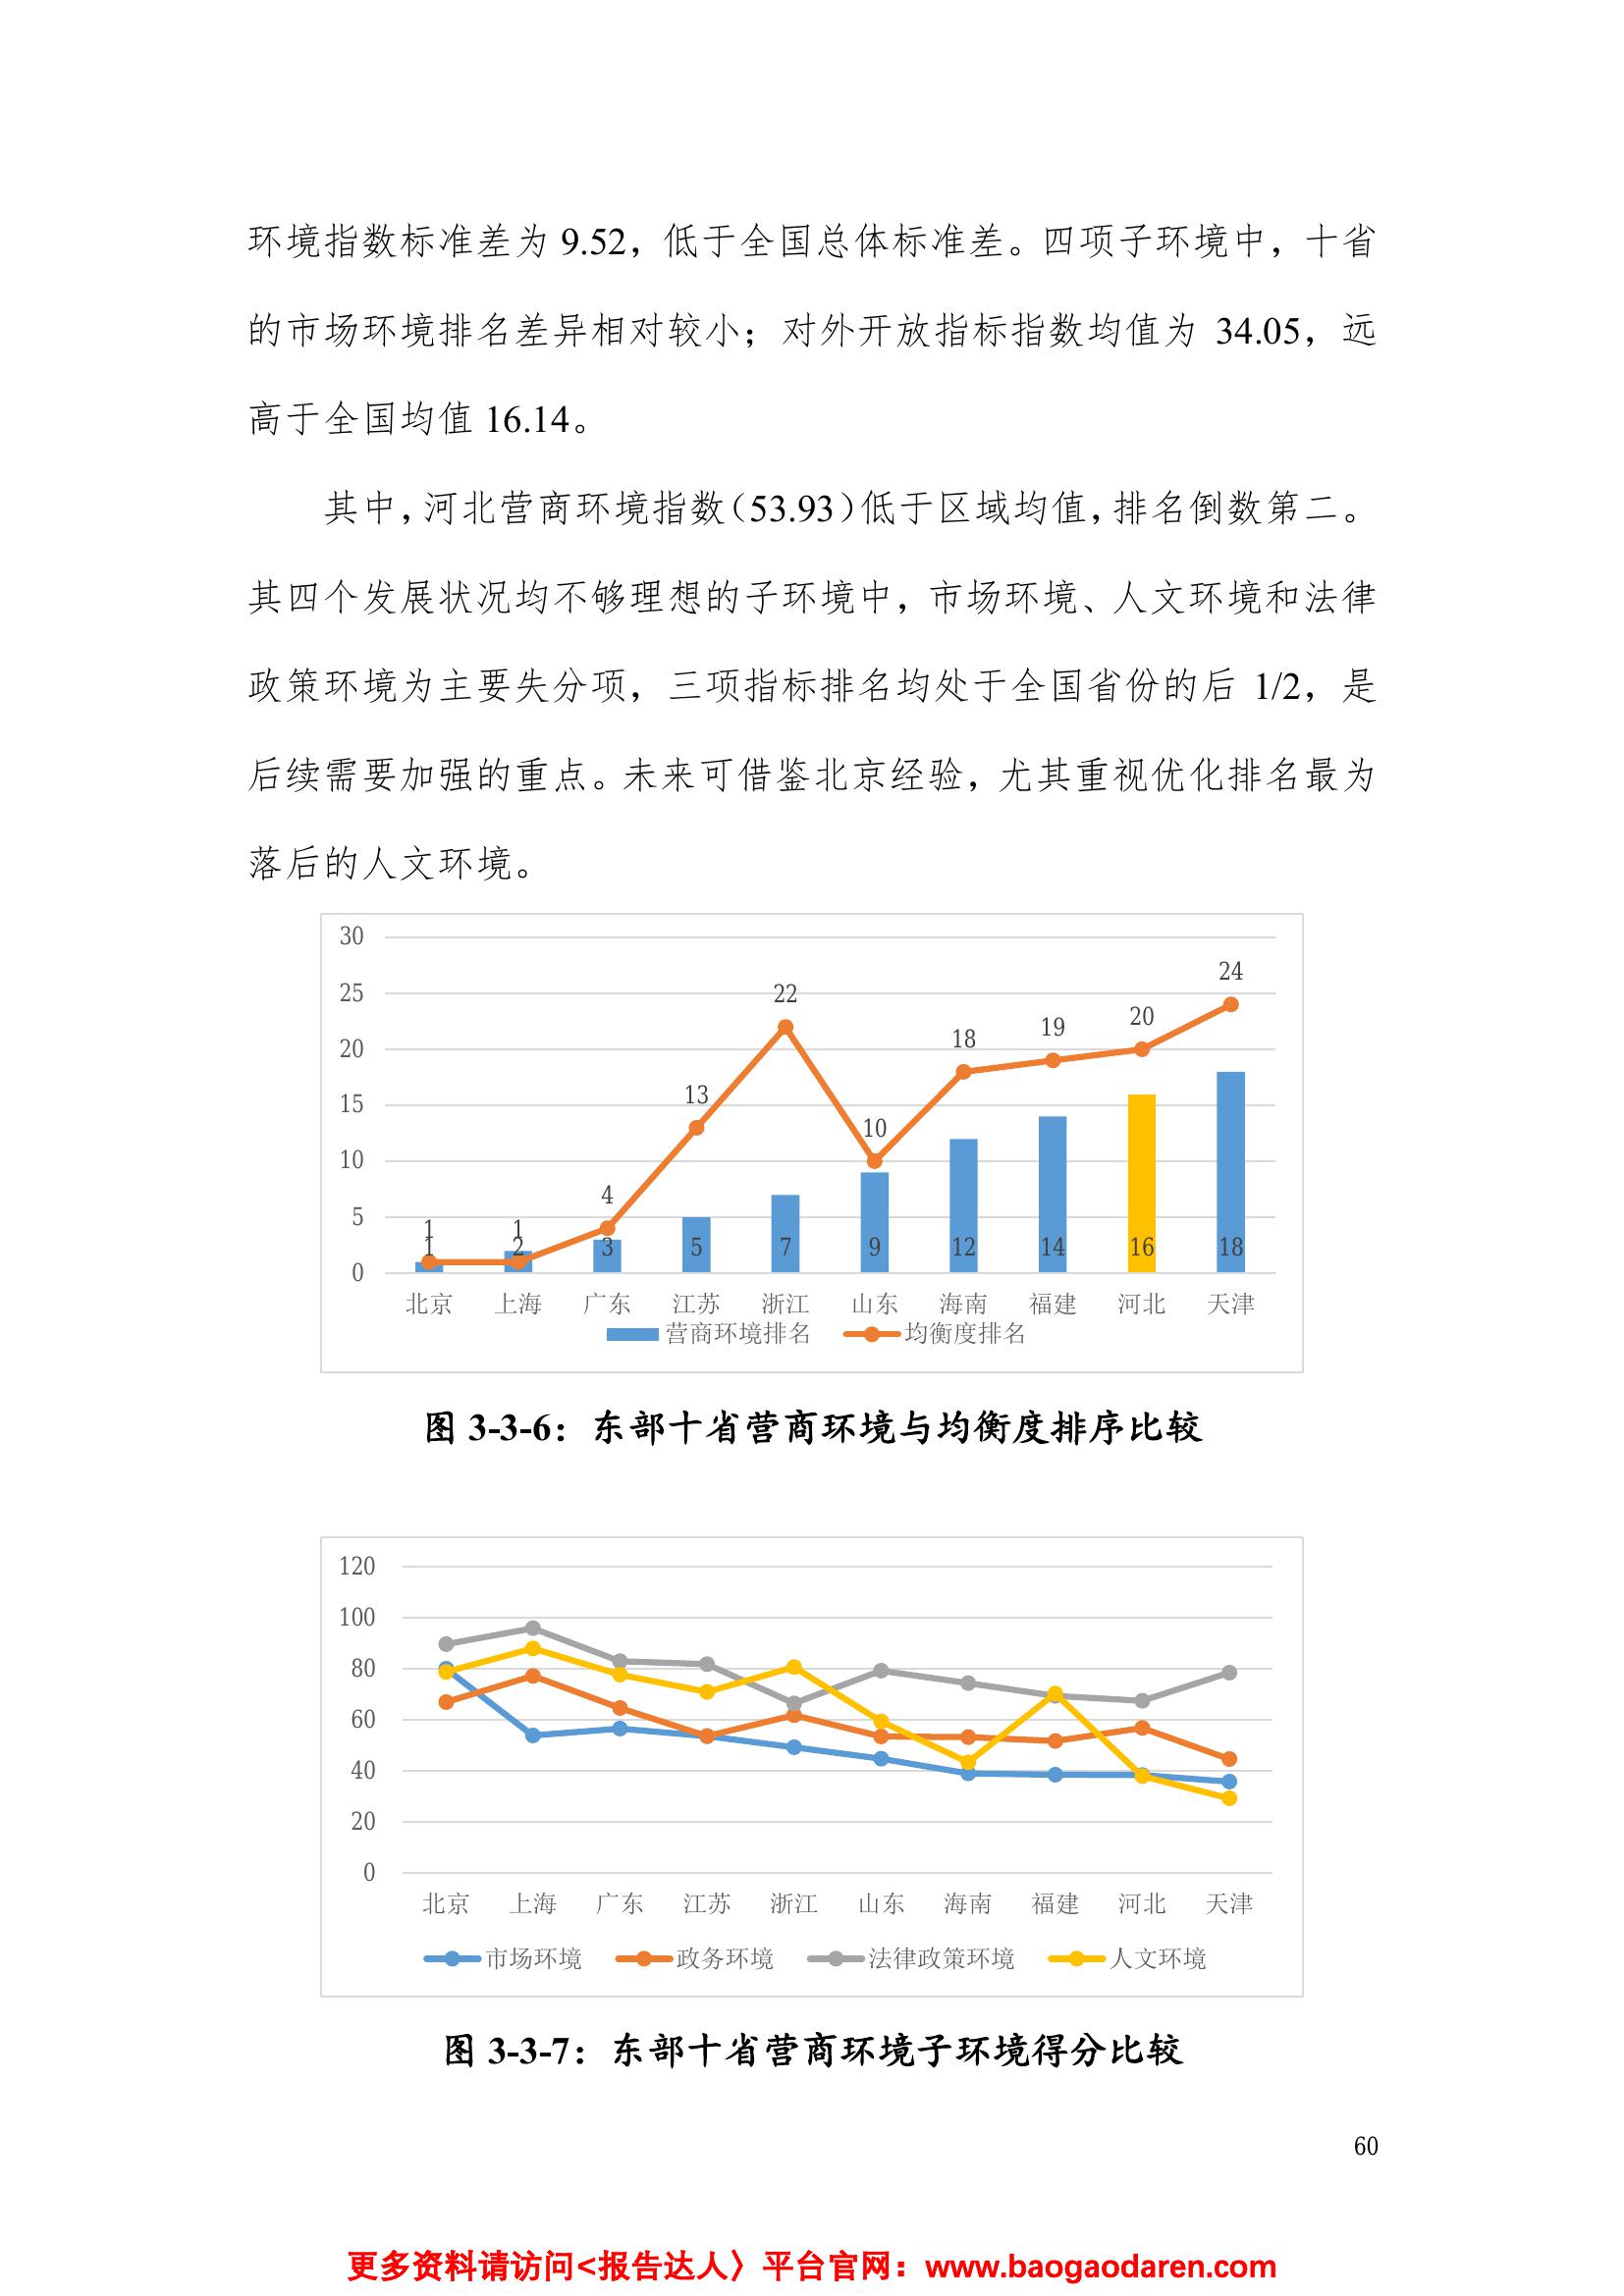 环境指数标准差为 9.52，低于全国总体标准差。四项子环境中，十省
的市场环境排名差异相对较小；对外开放指标指数均值为 34.05，远
高于全国均值 16.14。
其中，河北营商环境指数（53.93）低于区域均值，排名倒数第二。
其四个发展状况均不够理想的子环境中，市场环境、人文环境和法律
政策环境为主要失分项，三项指标排名均处于全国省份的后 1/2，是
后续需要加强的重点。未来可借鉴北京经验，尤其重视优化排名最为
落后的人文环境。
30
25
20
15
10
5
0
1 1 4 13 22 10 18 19 20 24
1 2 3 5 7 9 12 14 16 18
北京 上海 广东 江苏 浙江 山东 海南 福建 河北 天津
营商环境排名 均衡度排名
图 3-3-6：东部十省营商环境与均衡度排序比较
120
100
80
60
40
20
0
北京 上海 广东 江苏 浙江 山东 海南 福建 河北 天津
市场环境 政务环境 法律政策环境 人文环境
图 3-3-7：东部十省营商环境子环境得分比较
60
更多资料请访问<报告达人〉平台官网：www.baogaodaren.com